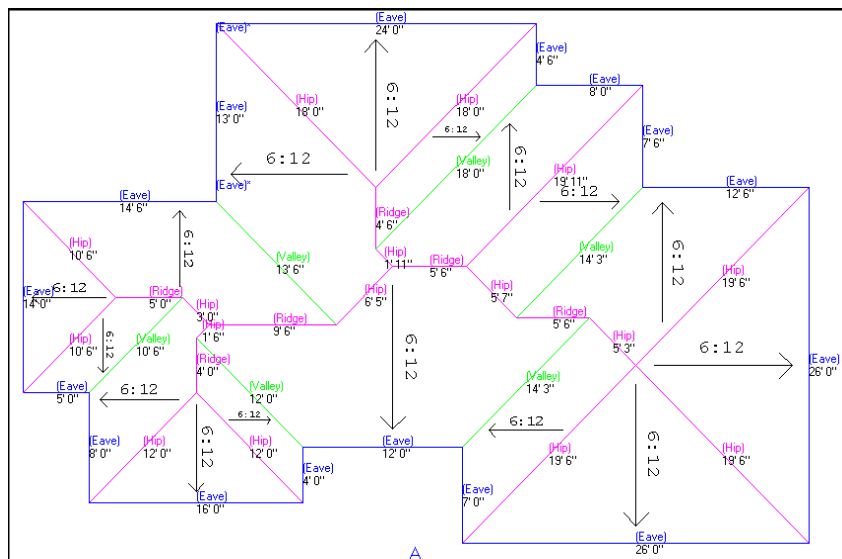 (Eave)
24' 0"
(Eave)*
(Eave)
4' 6"
(Eave)
8' 0"
(Hip)
18' 0"
6:12
(Hip)
18' 0"
(Eave)
13' 0"
6:12
(Eave)
7' 6"
6:12
(Valley)
18' 0"
6:12
(Hip)
19' 11"
6:12
(Eave)*
(Eave)
14' 6"
(Eave)
12' 6"
(Ridge)
4' 6"
6:12
(Hip)
10' 6"
6:12
(Valley)
13' 6"
(Hip)
1' 11"
(Ridge)
5' 6"
(Valley)
14' 3"
(Hip)
19' 6"
(Eave)
14' 0"
6:12
(Ridge)
5' 0"
(Hip)
3' 0"
(Hip)
6' 5"
(Hip)
5' 7"
(Ridge)
5' 6"
6:12
(Hip)
1' 6"
(Ridge)
9' 6"
(Hip)
10' 6"
(Valley)
10' 6"
6:12
(Hip)
5' 3"
6:12
(Eave)
26' 0"
(Ridge)
4' 0"
(Eave)
5' 0"
6:12
(Valley)
12' 0"
(Valley)
14' 3"
6:12
6:12
6:12
6:12
(Eave)
8' 0"
(Hip)
12' 0"
6:12
(Hip)
12' 0"
(Eave)
12' 0"
(Hip)
19' 6"
(Hip)
19' 6"
(Eave)
4' 0"
(Eave)
7' 0"
(Eave)
16' 0"
(Eave)
26' 0"
A